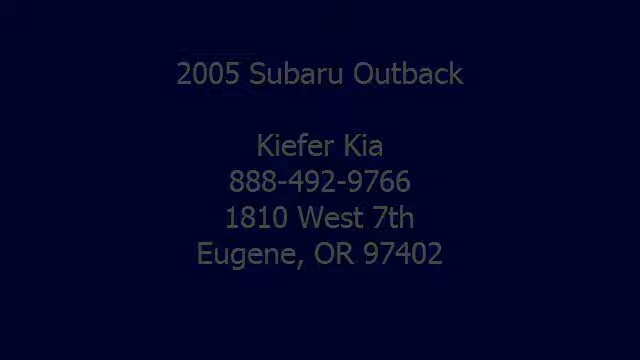 2005 Subaru Outback
Kiefer Kia
888-492-9766
1810 West 7th
Eugene, OR 97402